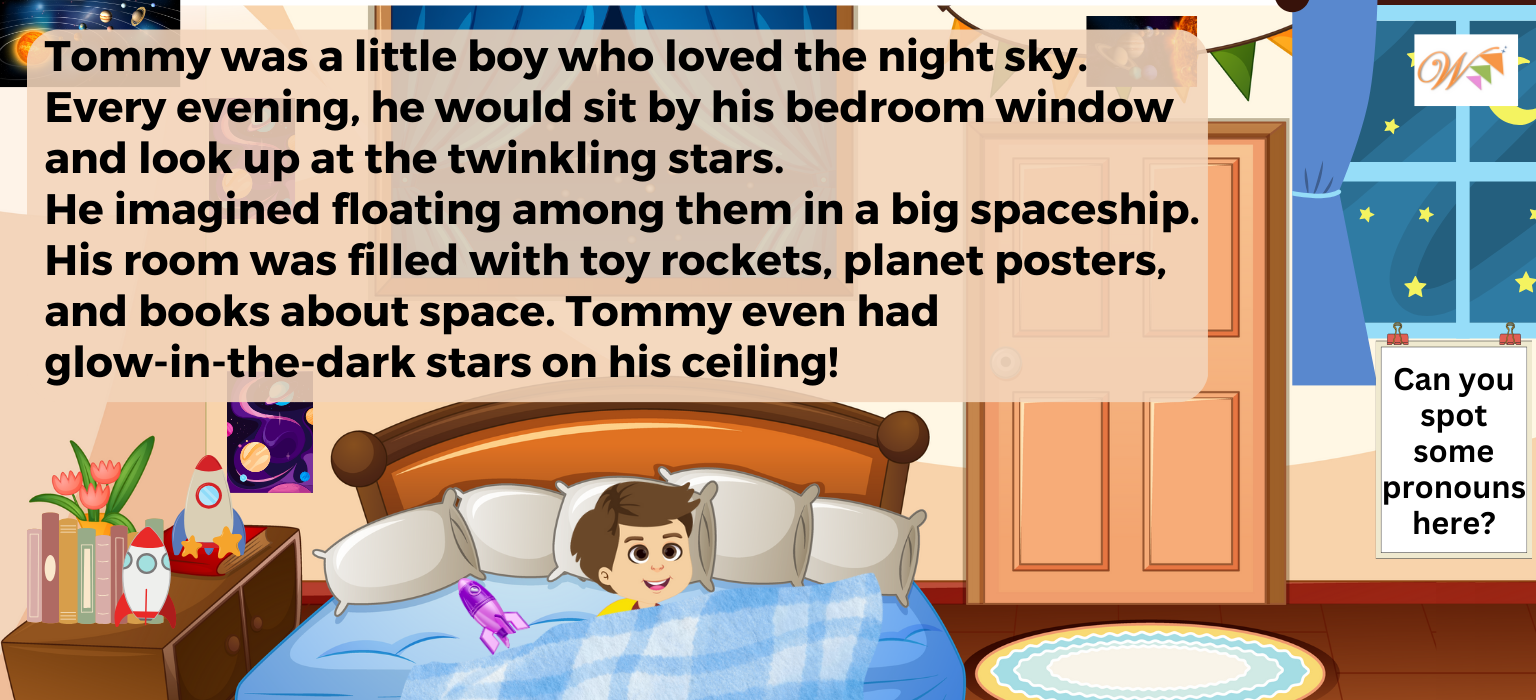 Tommy was a little boy who loved the night sky.
Every evening, he would sit by his bedroom window
and look up at the twinkling stars.
He imagined floating among them in a big spaceship.
His room was filled with toy rockets, planet posters,
and books about space. Tommy even had
glow-in-the-dark stars on his ceiling!
W
Can you
spot
some
pronouns
here?